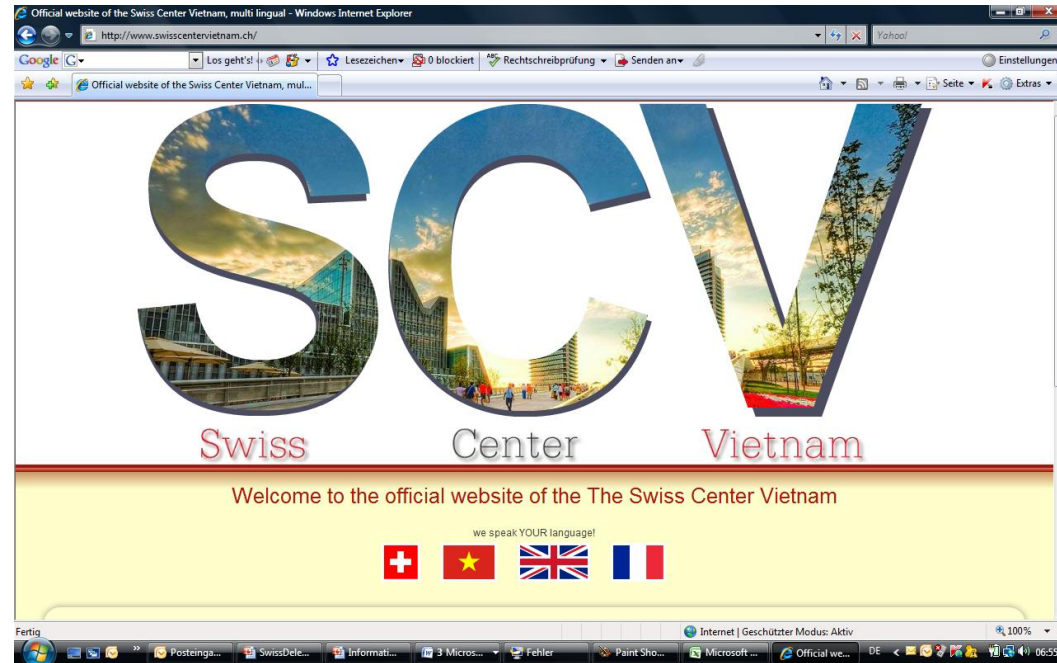 Official website of the Swiss Center Vietnam, multi lingual - Windows Internet Explorer
http://www.swisscentervietnam.ch/
Yahoo!
Google G Los geht's! Lesezeichen 0 blockiert ABC Rechtschreibprüfung Senden an Einstellungen
Official website of the Swiss Center Vietnam, mul... Seite Extras
SCV
Swiss Center Vietnam
Welcome to the official website of the The Swiss Center Vietnam
we speak YOUR language!
Fertig Internet | Geschützter Modus: Aktiv 100%
Posteinga... SwissDele... Informati... 3 Micros... Fehler Paint Sho... Microsoft ... Official we... DE 06:55